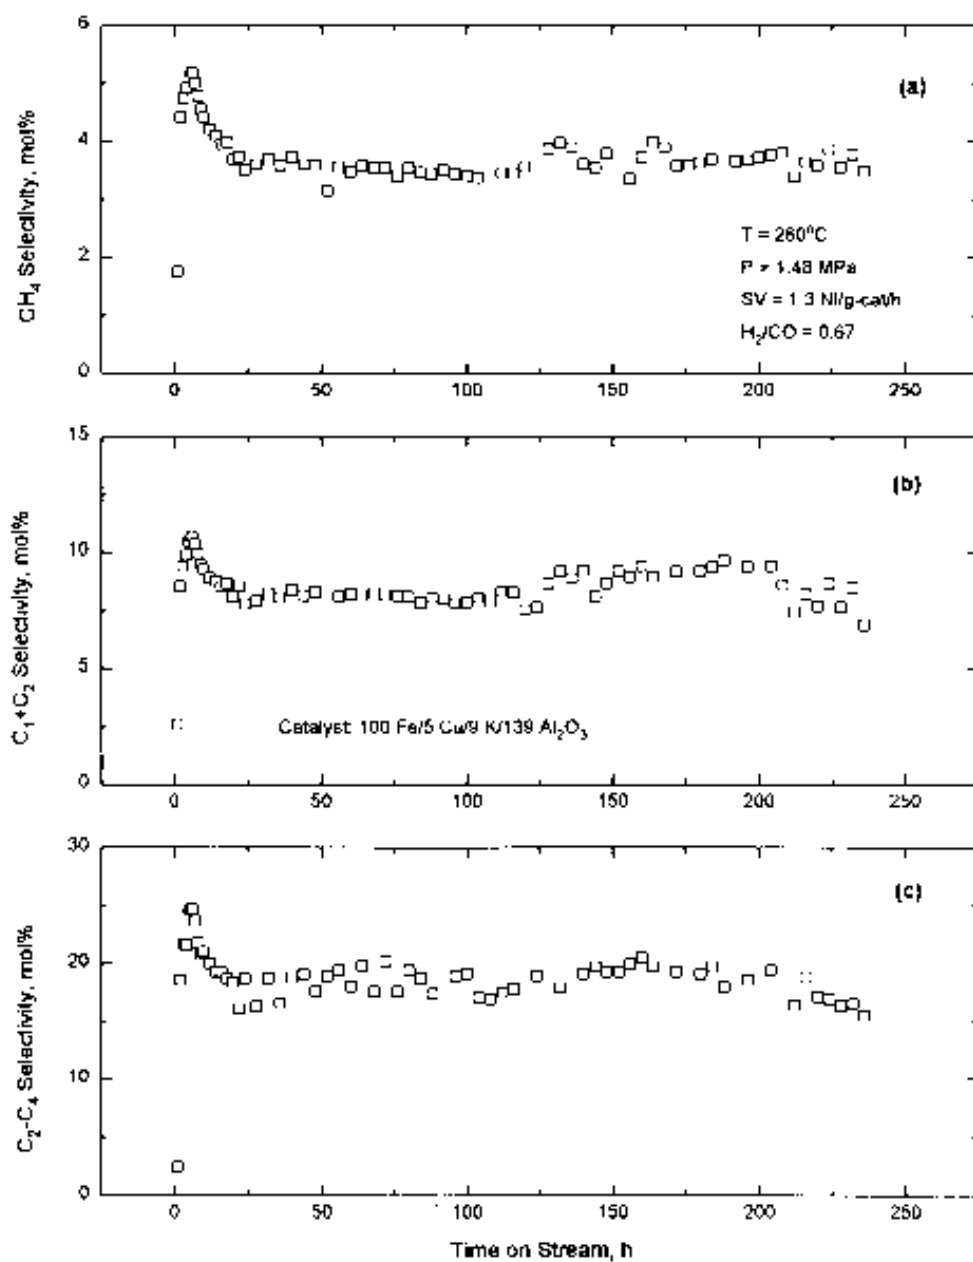 6
4
2
0
CH4 Selectivity, mol%
(a)
T = 260°C
P = 1.48 MPa
SV = 1.3 Nl/g-cat/h
H2/CO = 0.67
0 50 100 150 200 250
15
10
5
0
C1+C2 Selectivity, mol%
(b)
Catalyst: 100 Fe/5 Cu/9 K/139 Al2O3
0 50 100 150 200 250
30
20
10
0
C2-C4 Selectivity, mol%
(c)
0 50 100 150 200 250
Time on Stream, h